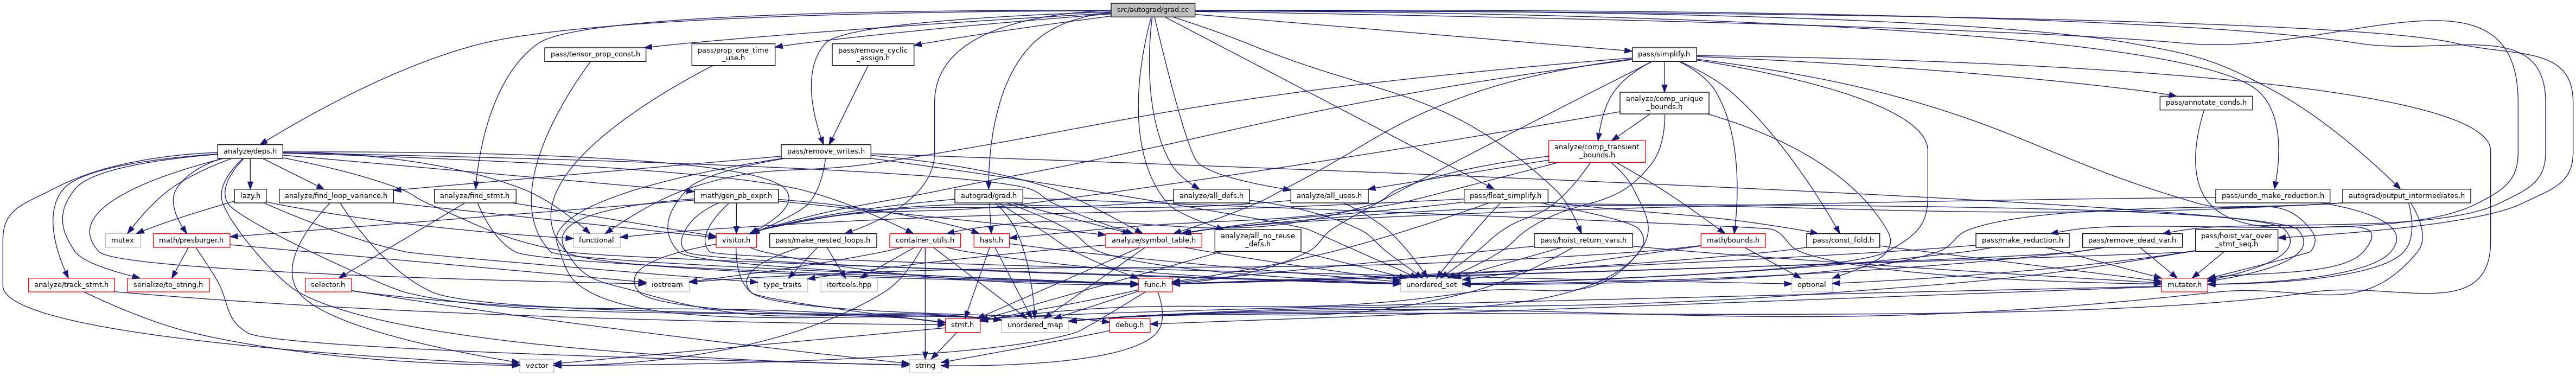 src/autograd/grad.cc
pass/tensor_prop_const.h
pass/prop_one_time
_use.h
pass/remove_cyclic
_assign.h
pass/simplify.h
analyze/comp_unique
_bounds.h
pass/annotate_conds.h
analyze/deps.h
pass/remove_writes.h
analyze/comp_transient
_bounds.h
lazy.h
analyze/find_loop_variance.h
analyze/find_stmt.h
math/gen_pb_expr.h
autograd/grad.h
analyze/all_defs.h
analyze/all_uses.h
pass/float_simplify.h
pass/undo_make_reduction.h
autograd/output_intermediates.h
mutex
math/presburger.h
functional
visitor.h
pass/make_nested_loops.h
container_utils.h
hash.h
analyze/symbol_table.h
analyze/all_no_reuse
_defs.h
pass/hoist_return_vars.h
math/bounds.h
pass/const_fold.h
pass/make_reduction.h
pass/remove_dead_var.h
pass/hoist_var_over
_stmt_seq.h
analyze/track_stmt.h
serialize/to_string.h
selector.h
iostream
type_traits
itertools.hpp
func.h
unordered_set
optional
mutator.h
stmt.h
unordered_map
debug.h
vector
string